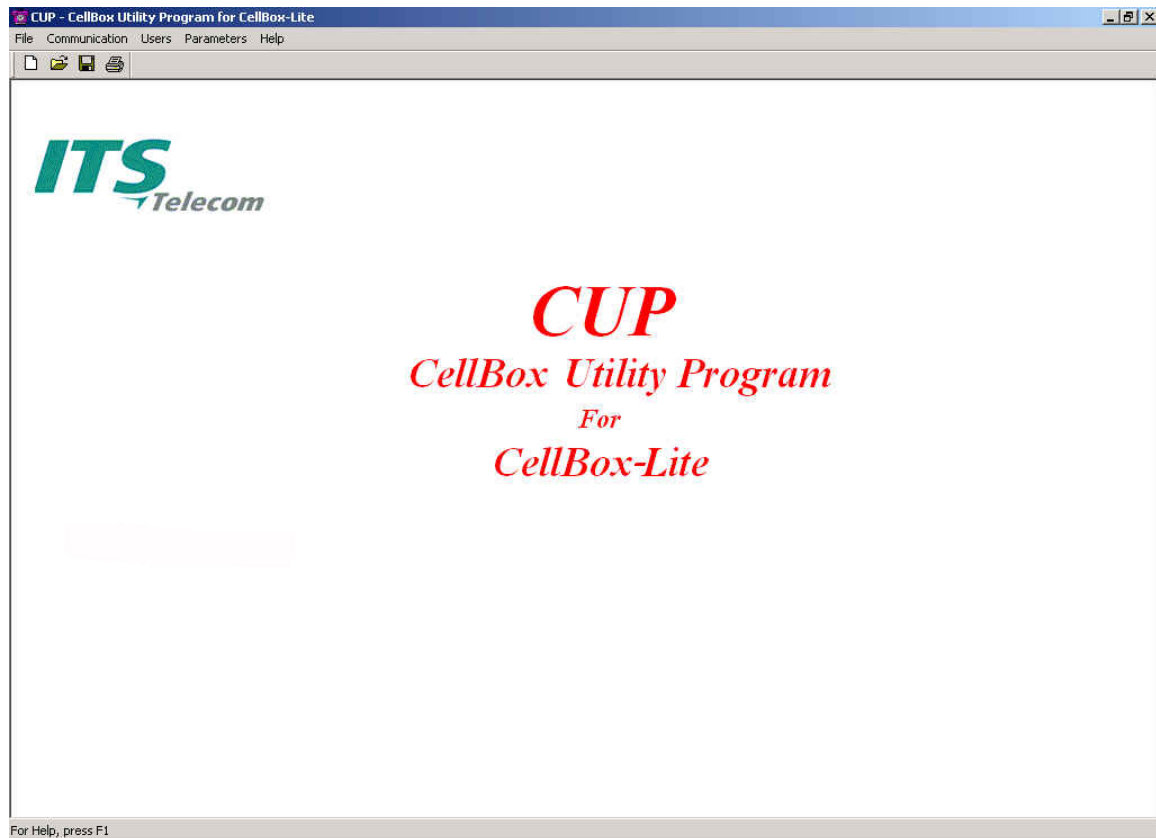 CUP - CellBox Utility Program for CellBox-Lite
File Communication Users Parameters Help
ITS
Telecom
CUP
CellBox Utility Program
For
CellBox-Lite
For Help, press F1